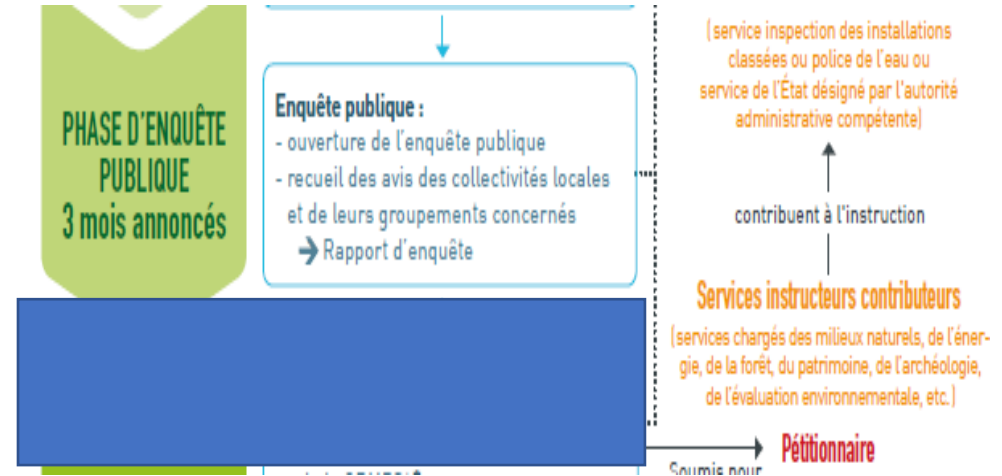 PHASE D'ENQUÊTE
PUBLIQUE
3 mois annoncés
Enquête publique :
- ouverture de l'enquête publique
- recueil des avis des collectivités locales
et de leurs groupements concernés
➔ Rapport d'enquête
(service inspection des installations
classées ou police de l'eau ou
service de l'État désigné par l'autorité
administrative compétente)
contribuent à l'instruction
Services instructeurs contributeurs
(services chargés des milieux naturels, de l'éner-
gie, de la forêt, du patrimoine, de l'archéologie,
de l'évaluation environnementale, etc.)
Pétitionnaire
Soumis pour